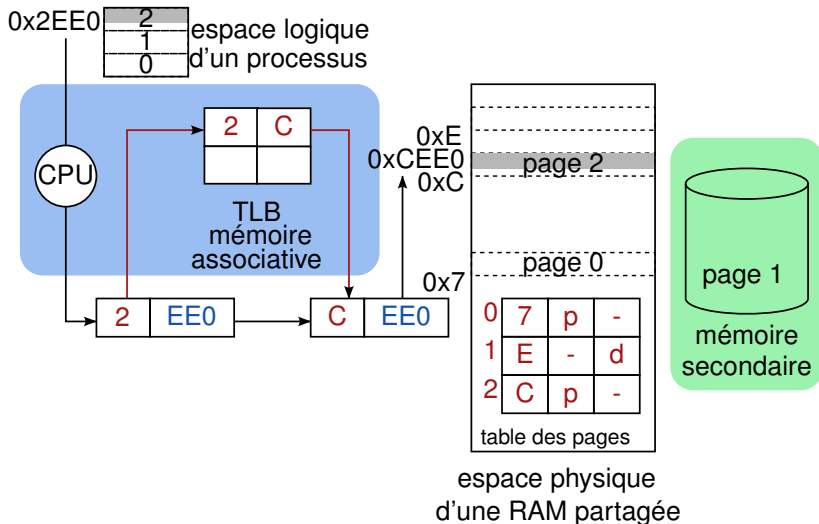 0x2EE0
2
1
0
espace logique
d'un processus
CPU
2 C
TLB
mémoire
associative
2 EE0
C EE0
0xE
0xCEE0
page 2
0xC
page 0
0x7
0 7 p -
1 E - d
2 C p -
table des pages
espace physique
d'une RAM partagée
page 1
mémoire
secondaire